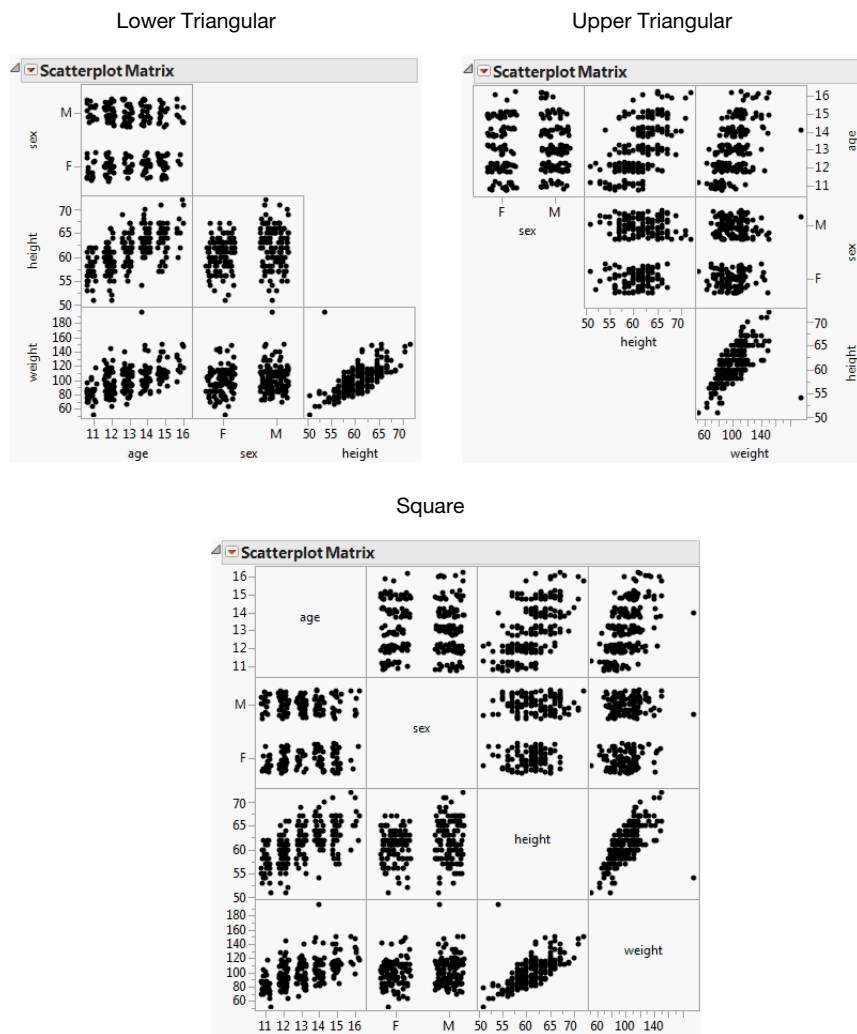 Lower Triangular
Scatterplot Matrix
M
sex
F
70
65
height
60
55
50
180
160
140
weight
120
100
80
60
11 12 13 14 15 16
F M
50 55 60 65 70
age
sex
height
Upper Triangular
Scatterplot Matrix
16
15
14
age
13
12
11
F M
sex
M
sex
F
50 55 60 65 70
height
70
65
height
60
55
50
60 100 140
weight
Square
Scatterplot Matrix
16
15
14
age
13
12
11
M
sex
F
70
65
height
60
55
50
180
160
140
weight
120
100
80
60
11 12 13 14 15 16
F M
50 55 60 65 70
60 100 140